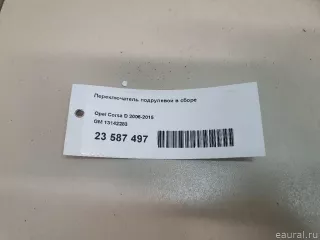 Переключатель подрулевой в сборе
Opel Corsa D 2006-2015
GM 13142283
23 587 497
eaural.ru